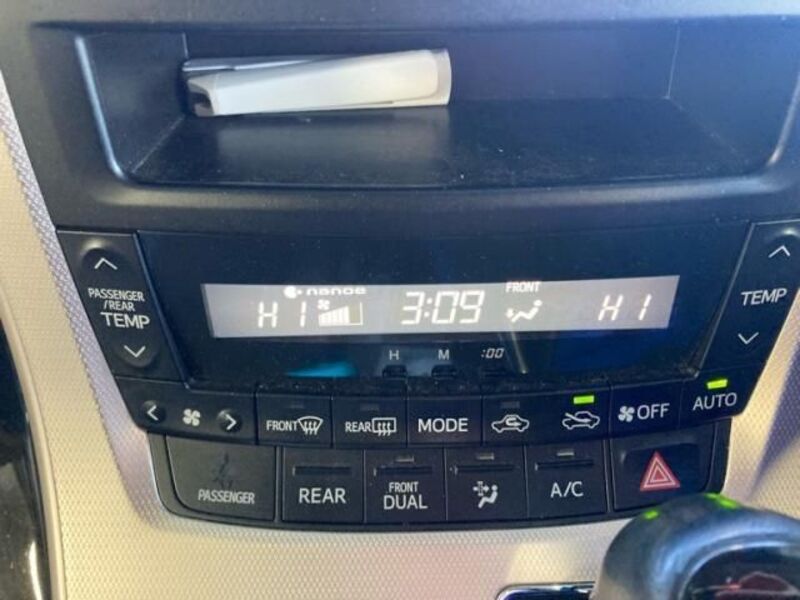 nanoe
FRONT
HI 3:09 HI
PASSENGER
/REAR
TEMP
TEMP
H M :00
FRONT REAR MODE OFF AUTO
PASSENGER REAR FRONT
DUAL A/C